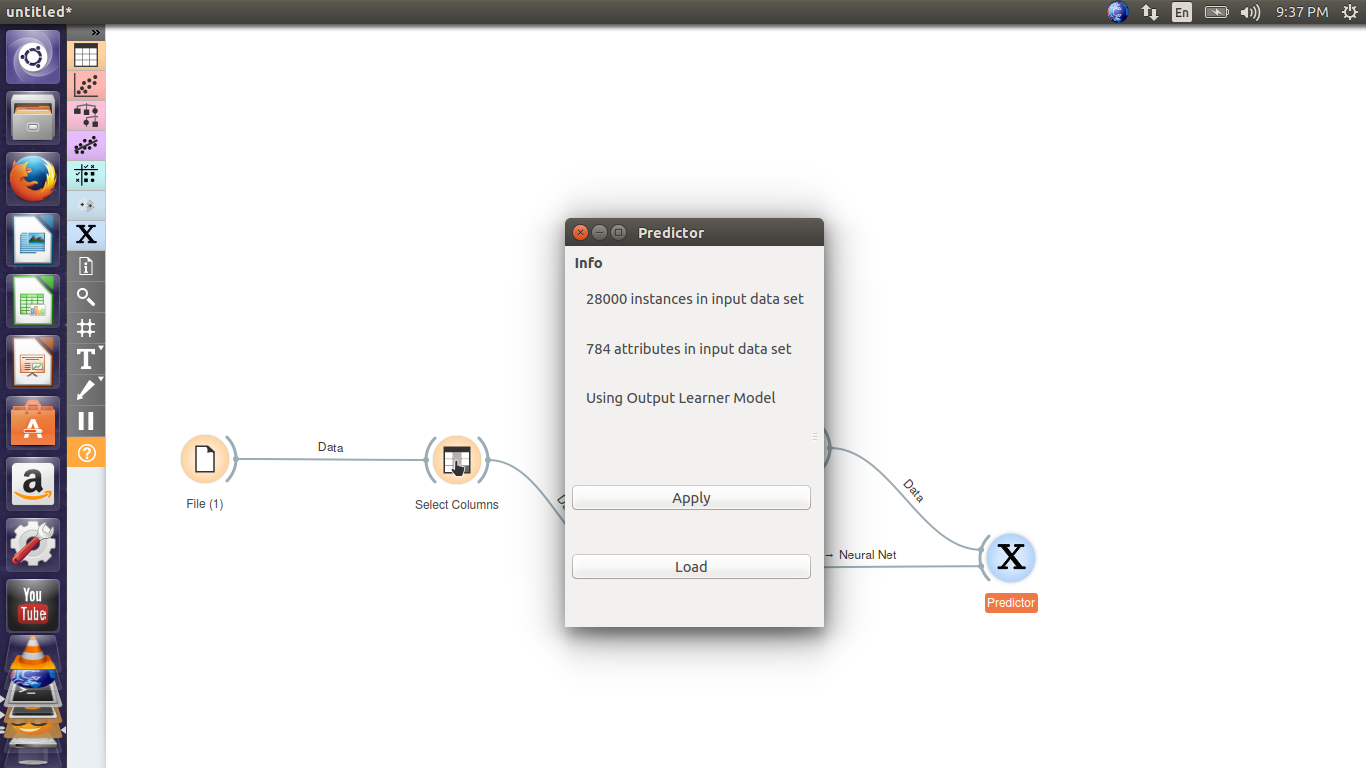 untitled*
En
9:37 PM
Predictor
Info
28000 instances in input data set
784 attributes in input data set
Using Output Learner Model
Apply
Load
Data
File (1)
Select Columns
Data
→ Neural Net
Predictor
X
X
T
a
You
Tube